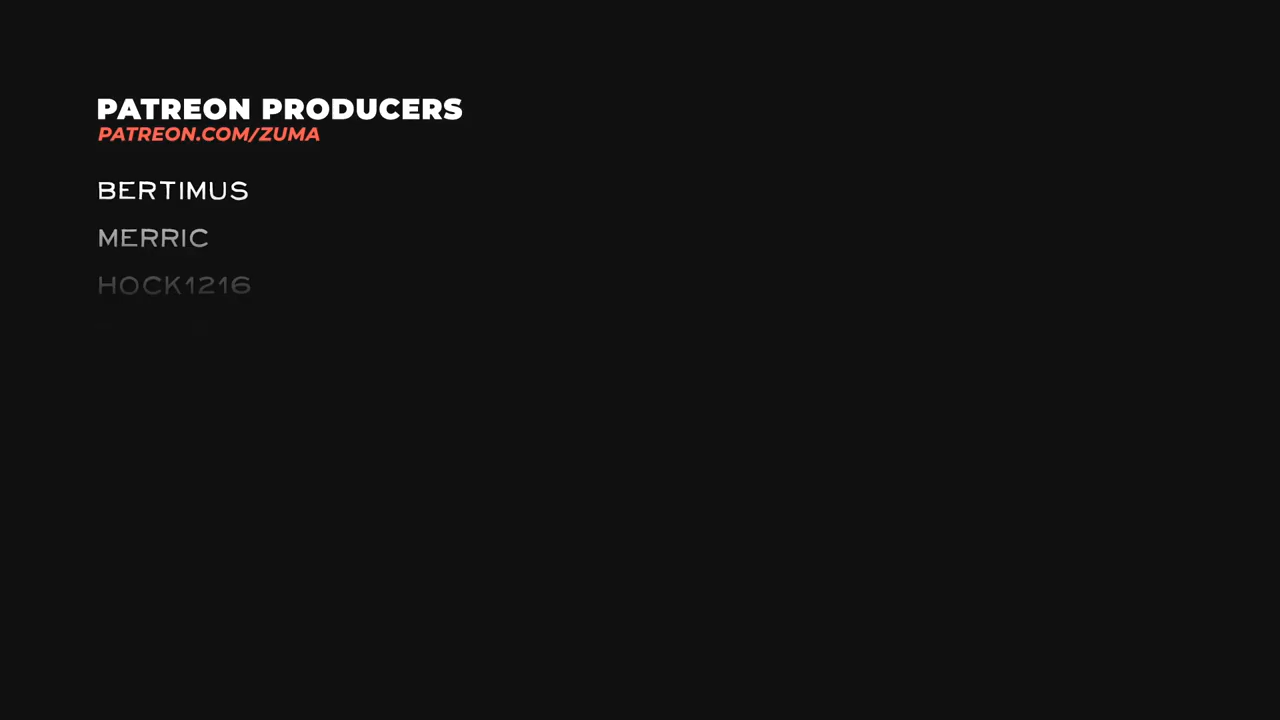 PATREON PRODUCERS
PATREON.COM/ZUMA
BERTIMUS
MERRIC
HOCK1216